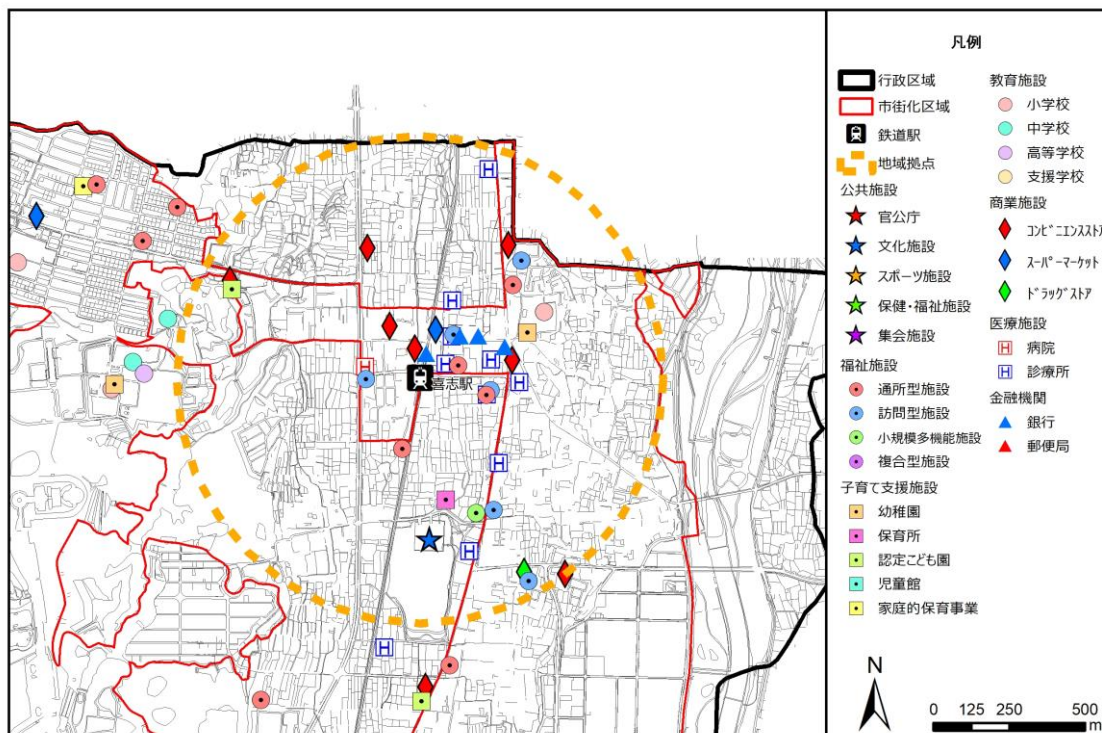 喜志駅
凡例
行政区域
市街化区域
鉄道駅
地域拠点
公共施設
官公庁
文化施設
スポーツ施設
保健・福祉施設
集会施設
福祉施設
通所型施設
訪問型施設
小規模多機能施設
複合型施設
子育て支援施設
幼稚園
保育所
認定こども園
児童館
家庭的保育事業
教育施設
小学校
中学校
高等学校
支援学校
商業施設
コンビニエンスストア
スーパーマーケット
ドラッグストア
医療施設
H 病院
H 診療所
金融機関
銀行
郵便局
N
0 125 250 500
m